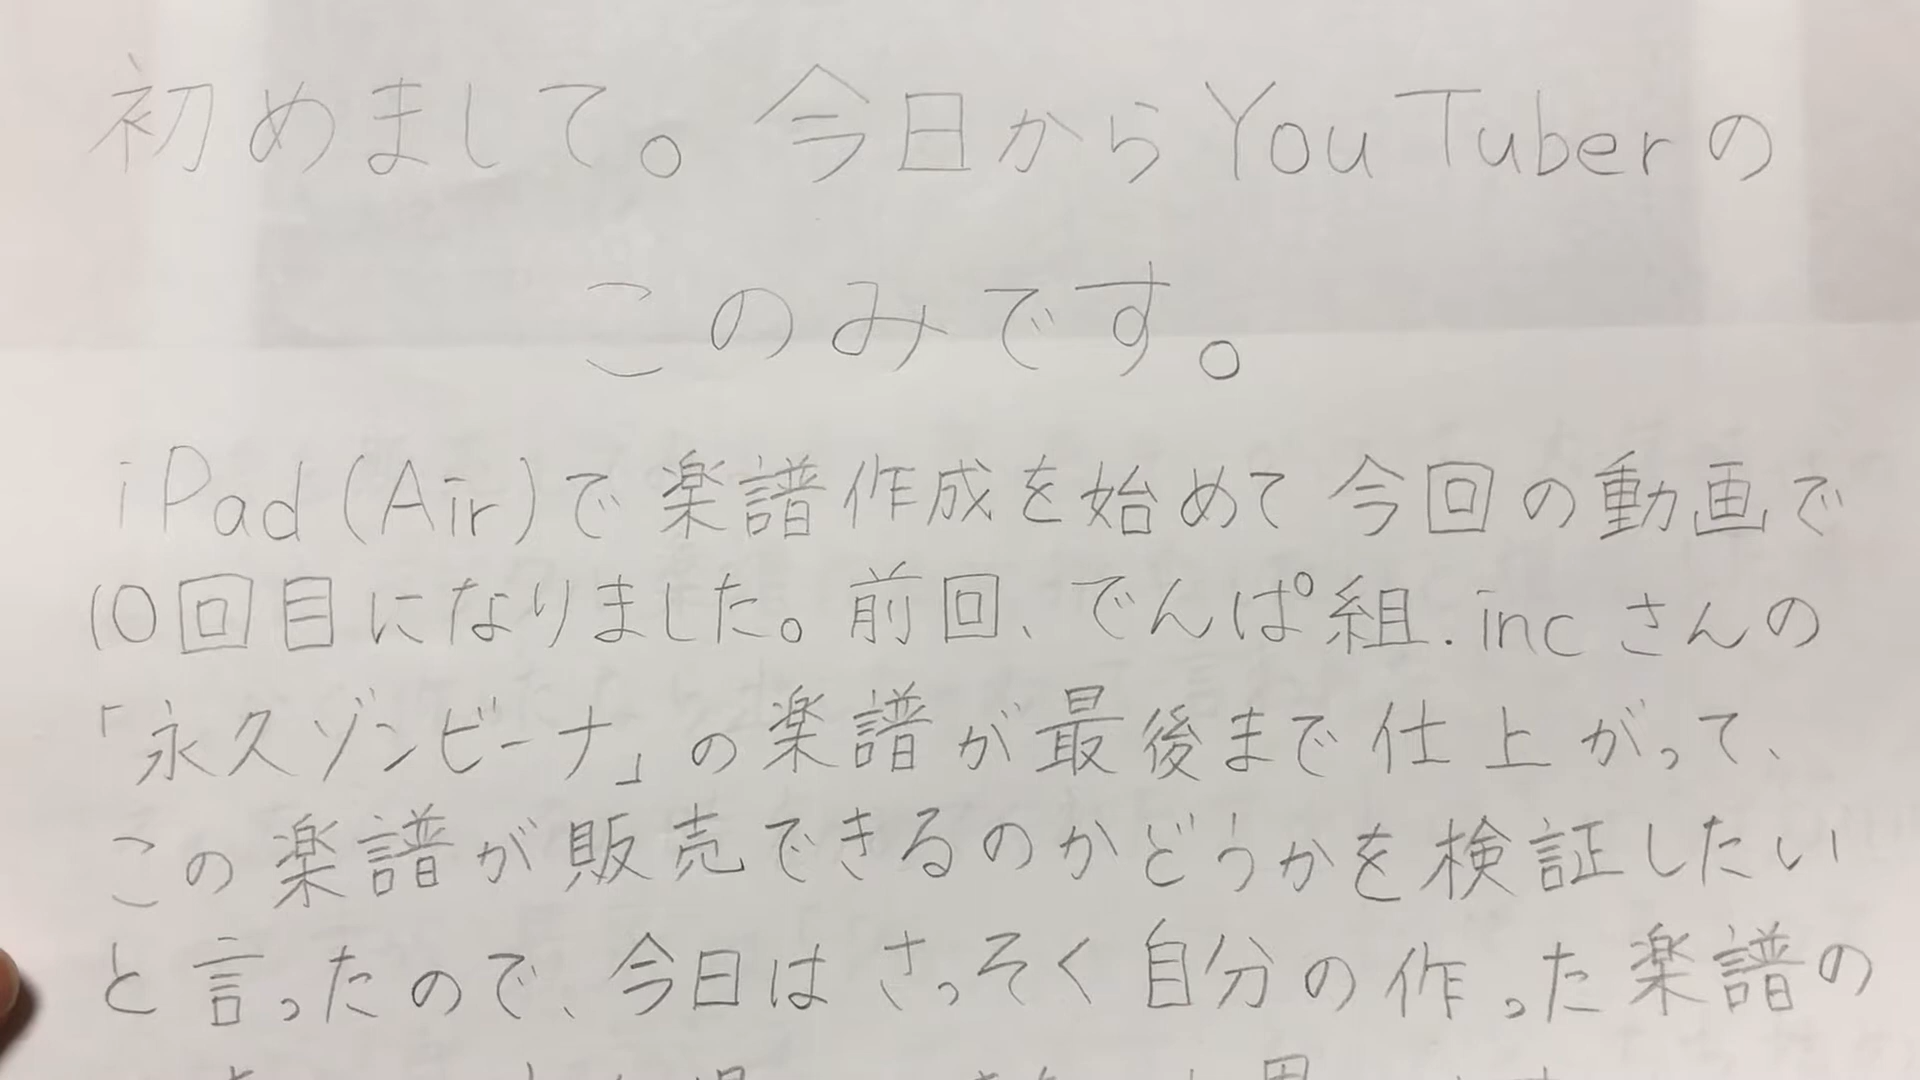 初めまして。今日からYouTuberの
このみです。
iPad(Air)で楽譜作成を始めて今回の動画で
10回目になりました。前回、でんぱ組.incさんの
「永久ゾンビーナ」の楽譜が最後まで仕上がって、
この楽譜が販売できるのかどうかを検証したい
と言ったので、今日はさっそく自分の作った楽譜の